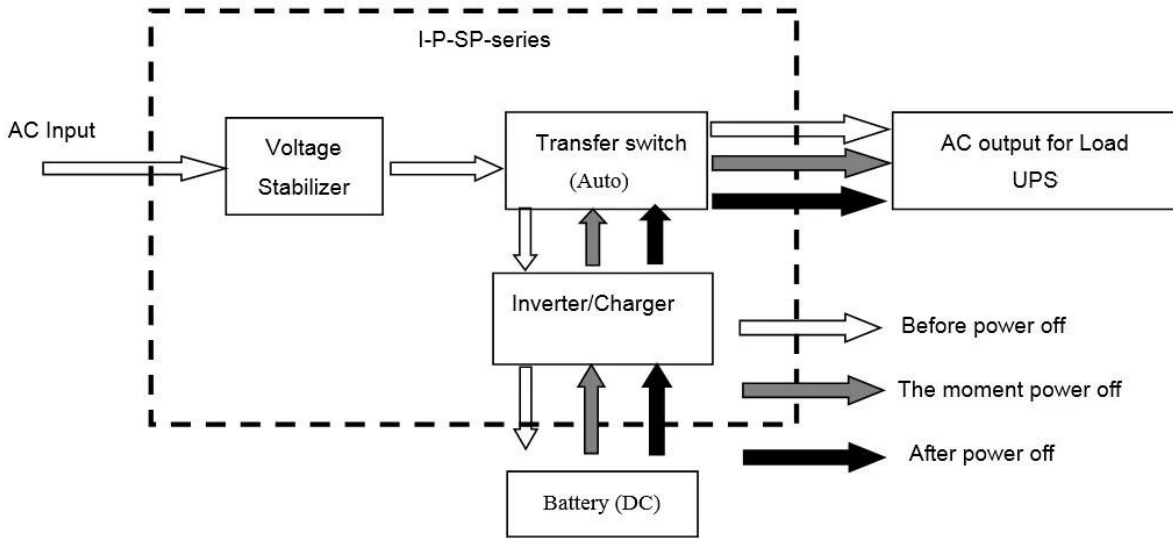 I-P-SP-series
AC Input
Voltage
Stabilizer
Transfer switch
(Auto)
AC output for Load
UPS
Inverter/Charger
Before power off
The moment power off
After power off
Battery (DC)